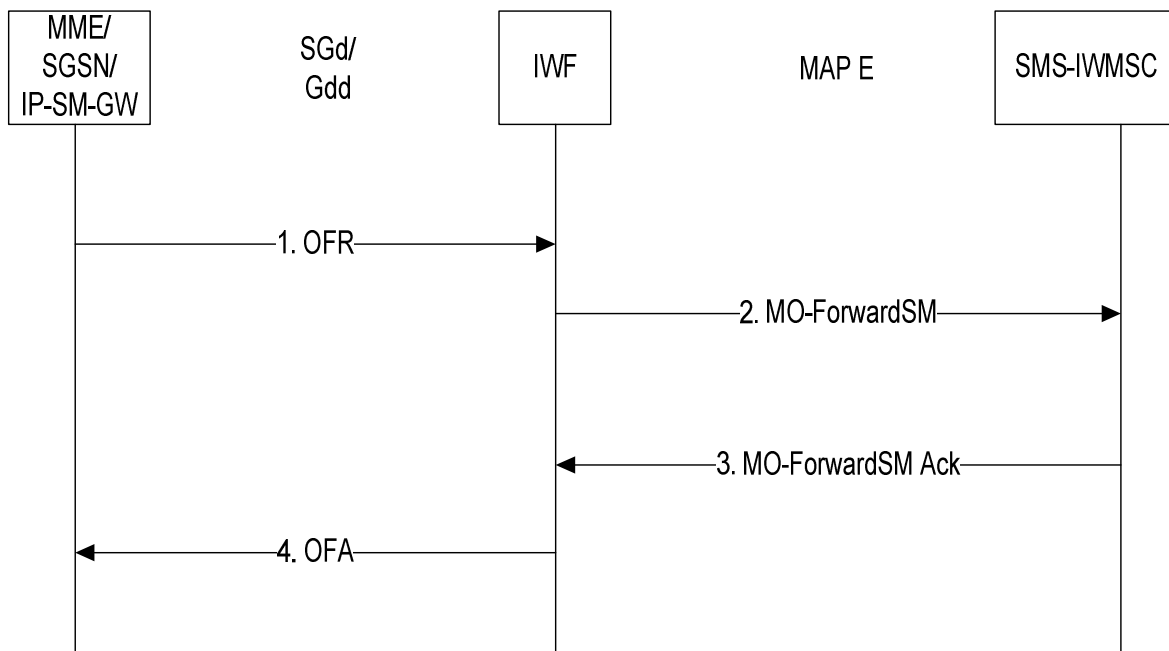 MME/
SGSN/
IP-SM-GW
SGd/
Gdd
IWF
MAP E
SMS-IWMSC
1. OFR
2. MO-ForwardSM
3. MO-ForwardSM Ack
4. OFA